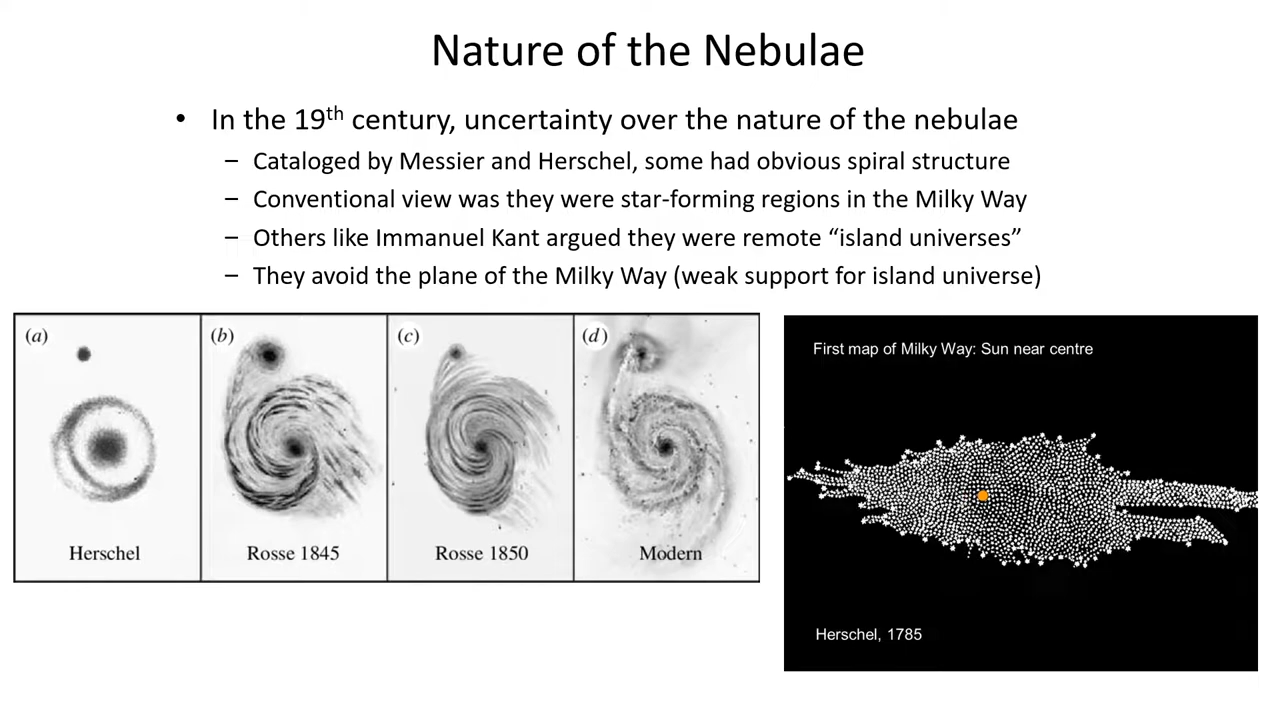 Nature of the Nebulae
• In the 19th century, uncertainty over the nature of the nebulae
– Cataloged by Messier and Herschel, some had obvious spiral structure
– Conventional view was they were star-forming regions in the Milky Way
– Others like Immanuel Kant argued they were remote “island universes”
– They avoid the plane of the Milky Way (weak support for island universe)
(a) (b) (c) (d)
Herschel Rosse 1845 Rosse 1850 Modern
First map of Milky Way: Sun near centre
Herschel, 1785